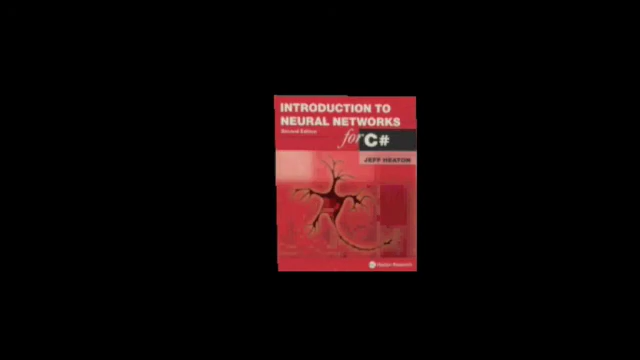 INTRODUCTION TO
NEURAL NETWORKS
Second Edition
for C#
JEFF HEATON
Heaton Research